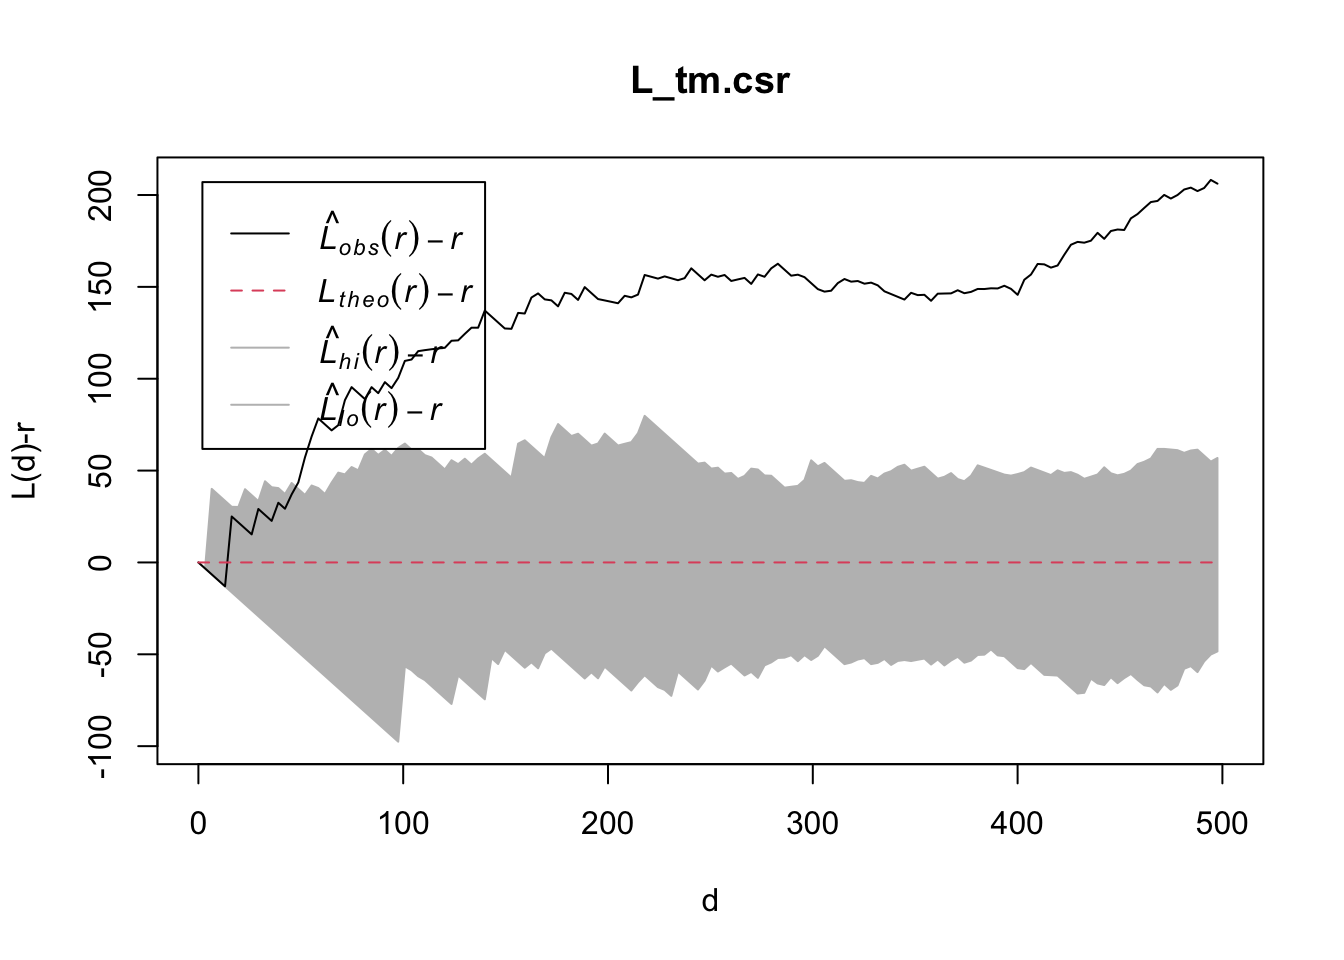 L_tm.csr
L(d)-r
200
150
100
50
0
-50
-100
L̂obs(r) − r
Ltheo(r) − r
L̂hi(r) − r
L̂lo(r) − r
0 100 200 300 400 500
d